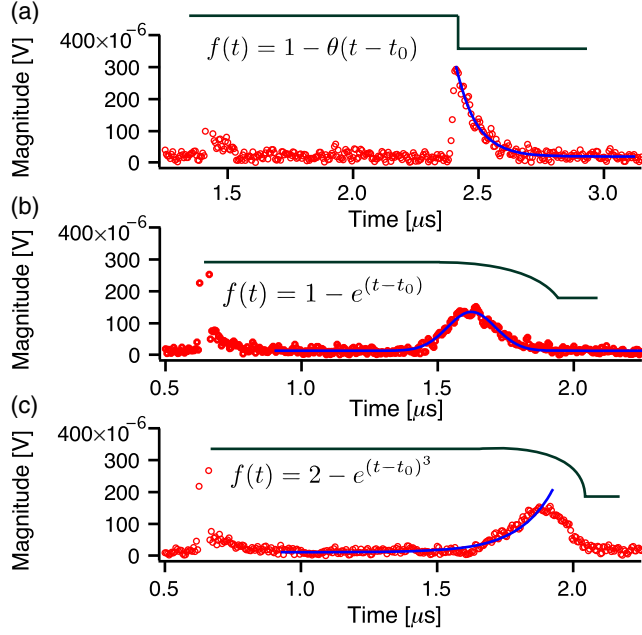 (a)
400×10⁻⁶
300
200
100
0
Magnitude [V]
f(t) = 1 − θ(t − t₀)
1.5 2.0 2.5 3.0
Time [μs]
(b)
400×10⁻⁶
300
200
100
0
Magnitude [V]
f(t) = 1 − e^(t−t₀)
0.5 1.0 1.5 2.0
Time [μs]
(c)
400×10⁻⁶
300
200
100
0
Magnitude [V]
f(t) = 2 − e^(t−t₀)³
0.5 1.0 1.5 2.0
Time [μs]